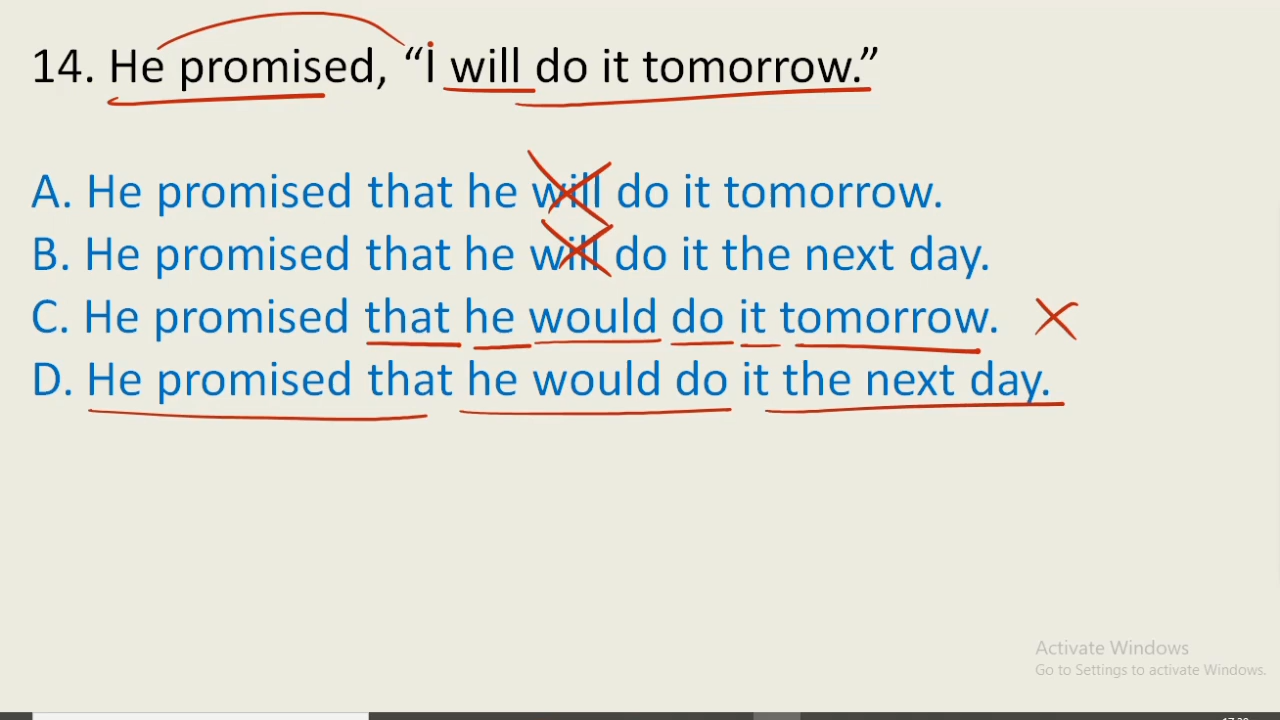 14. He promised, “I will do it tomorrow.”
A. He promised that he will do it tomorrow.
B. He promised that he will do it the next day.
C. He promised that he would do it tomorrow.
D. He promised that he would do it the next day.
Activate Windows
Go to Settings to activate Windows.